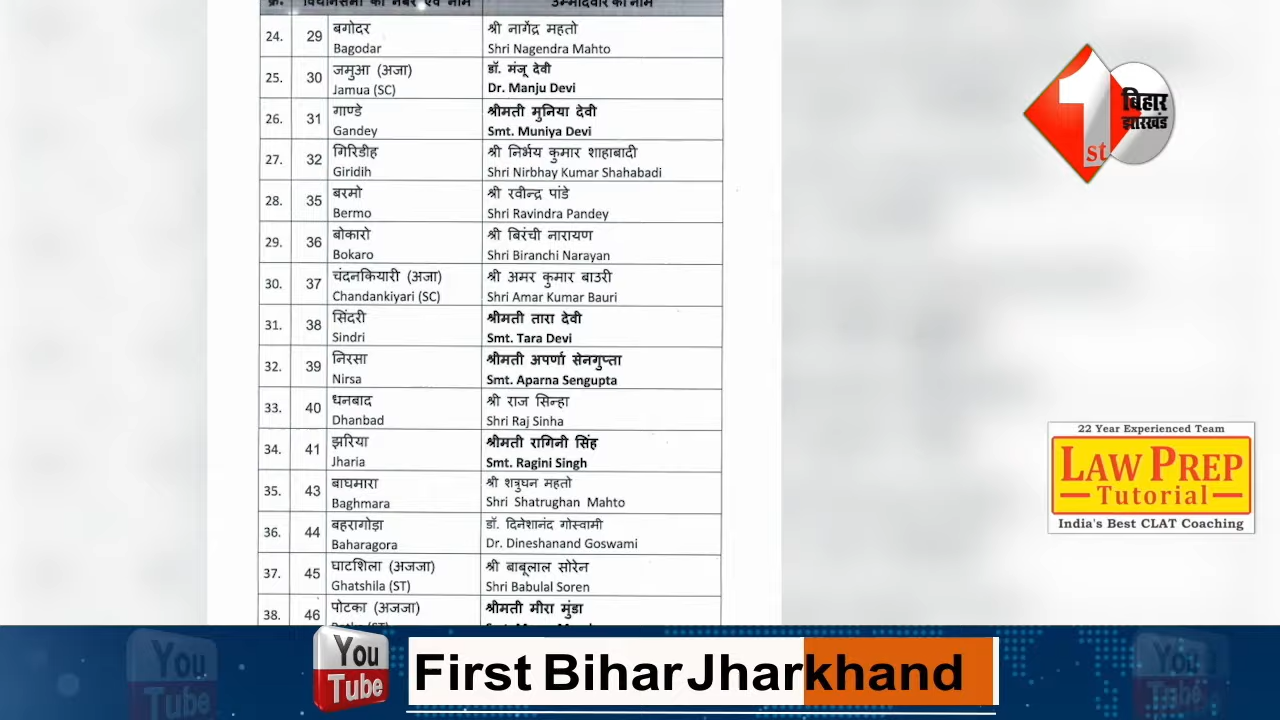 क्र. विधानसभा का नंबर एवं नाम उम्मीदवार का नाम
24. 29 बगोदर श्री नागेंद्र महतो
Bagodar Shri Nagendra Mahto
25. 30 जमुआ (अजा) डॉ. मंजू देवी
Jamua (SC) Dr. Manju Devi
26. 31 गाण्डे श्रीमती मुनिया देवी
Gandey Smt. Muniya Devi
27. 32 गिरिडीह श्री निर्भय कुमार शाहाबादी
Giridih Shri Nirbhay Kumar Shahabadi
28. 35 बरमो श्री रवीन्द्र पांडे
Bermo Shri Ravindra Pandey
29. 36 बोकारो श्री बिरंची नारायण
Bokaro Shri Biranchi Narayan
30. 37 चंदनकियारी (अजा) श्री अमर कुमार बाउरी
Chandankiyari (SC) Shri Amar Kumar Bauri
31. 38 सिंदरी श्रीमती तारा देवी
Sindri Smt. Tara Devi
32. 39 निरसा श्रीमती अपर्णा सेनगुप्ता
Nirsa Smt. Aparna Sengupta
33. 40 धनबाद श्री राज सिन्हा
Dhanbad Shri Raj Sinha
34. 41 झरिया श्रीमती रागिनी सिंह
Jharia Smt. Ragini Singh
35. 43 बाघमारा श्री शत्रुघन महतो
Baghmara Shri Shatrughan Mahto
36. 44 बहरागोड़ा डॉ. दिनेशानंद गोस्वामी
Baharagora Dr. Dineshanand Goswami
37. 45 घाटशिला (अजजा) श्री बाबूलाल सोरेन
Ghatshila (ST) Shri Babulal Soren
38. 46 पोटका (अजजा) श्रीमती मीरा मुंडा
1st बिहार
झारखंड
22 Year Experienced Team
LAW PREP
Tutorial
India's Best CLAT Coaching
You
Tube
First Bihar Jharkhand
You
Tube
You
Tube